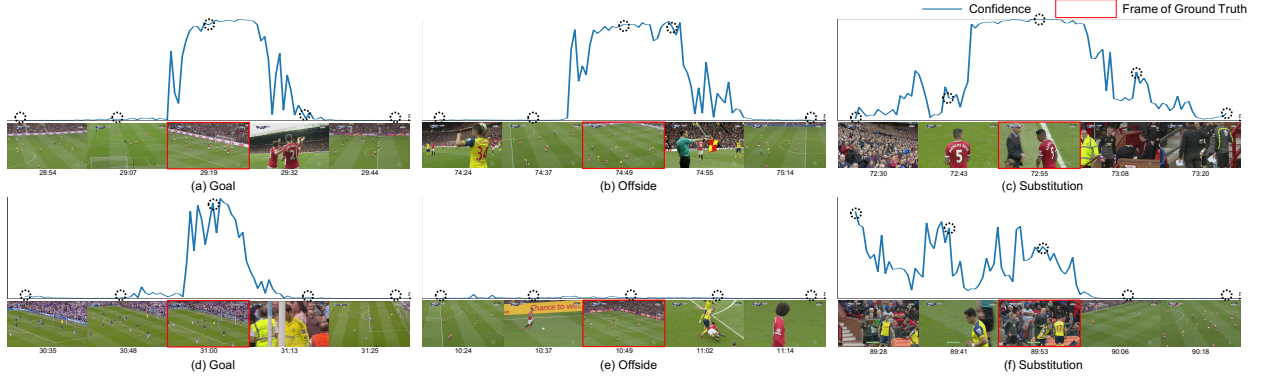 Confidence Frame of Ground Truth
28:54 29:07 29:19 29:32 29:44
(a) Goal
74:24 74:37 74:49 74:55 75:14
(b) Offside
72:30 72:43 72:55 73:08 73:20
(c) Substitution
30:35 30:48 31:00 31:13 31:25
(d) Goal
Chance to win
10:24 10:37 10:49 11:02 11:14
(e) Offside
89:28 89:41 89:53 90:06 90:18
(f) Substitution